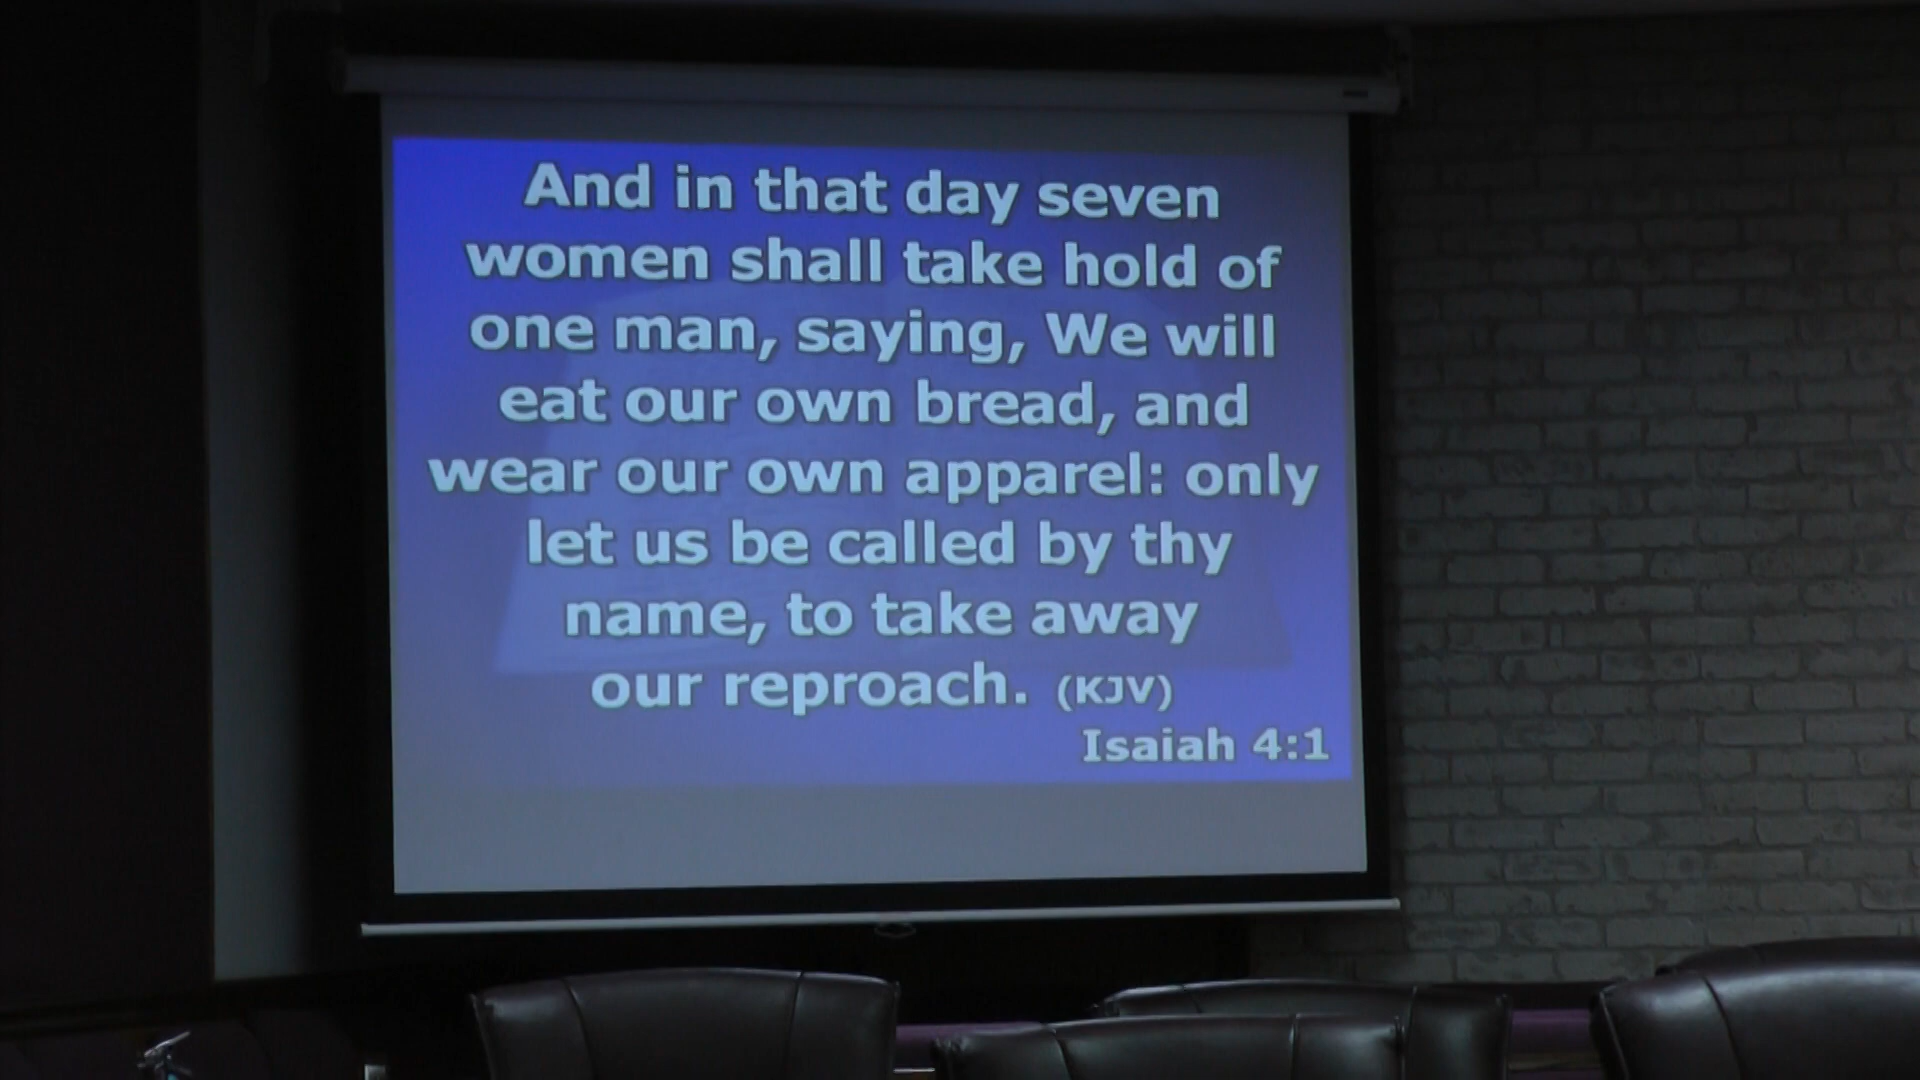 And in that day seven
women shall take hold of
one man, saying, We will
eat our own bread, and
wear our own apparel: only
let us be called by thy
name, to take away
our reproach. (KJV)
Isaiah 4:1